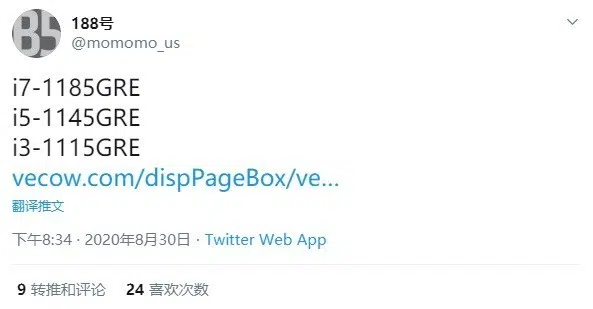 188号
@momomo_us
i7-1185GRE
i5-1145GRE
i3-1115GRE
vecow.com/dispPageBox/ve...
翻译推文
下午8:34 · 2020年8月30日 · Twitter Web App
9 转推和评论 24 喜欢次数